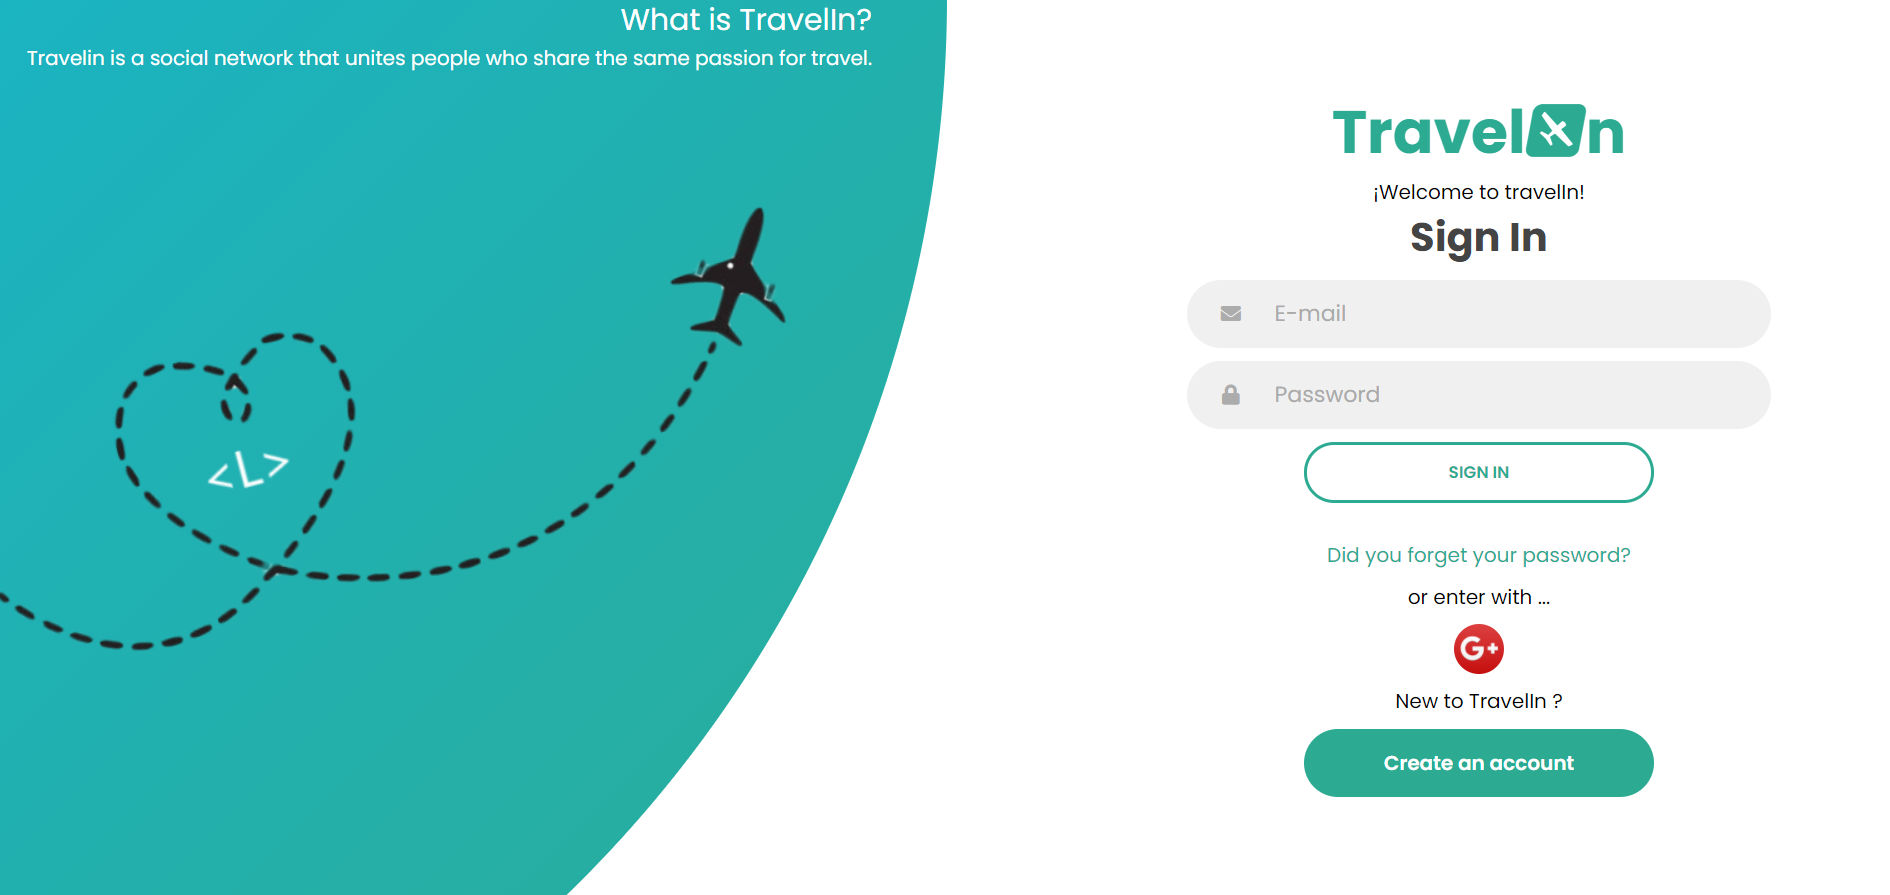 What is TravelIn?
Travelin is a social network that unites people who share the same passion for travel.
<L>
TravelIn
¡Welcome to travelIn!
Sign In
E-mail
Password
SIGN IN
Did you forget your password?
or enter with ...
G+
New to TravelIn ?
Create an account